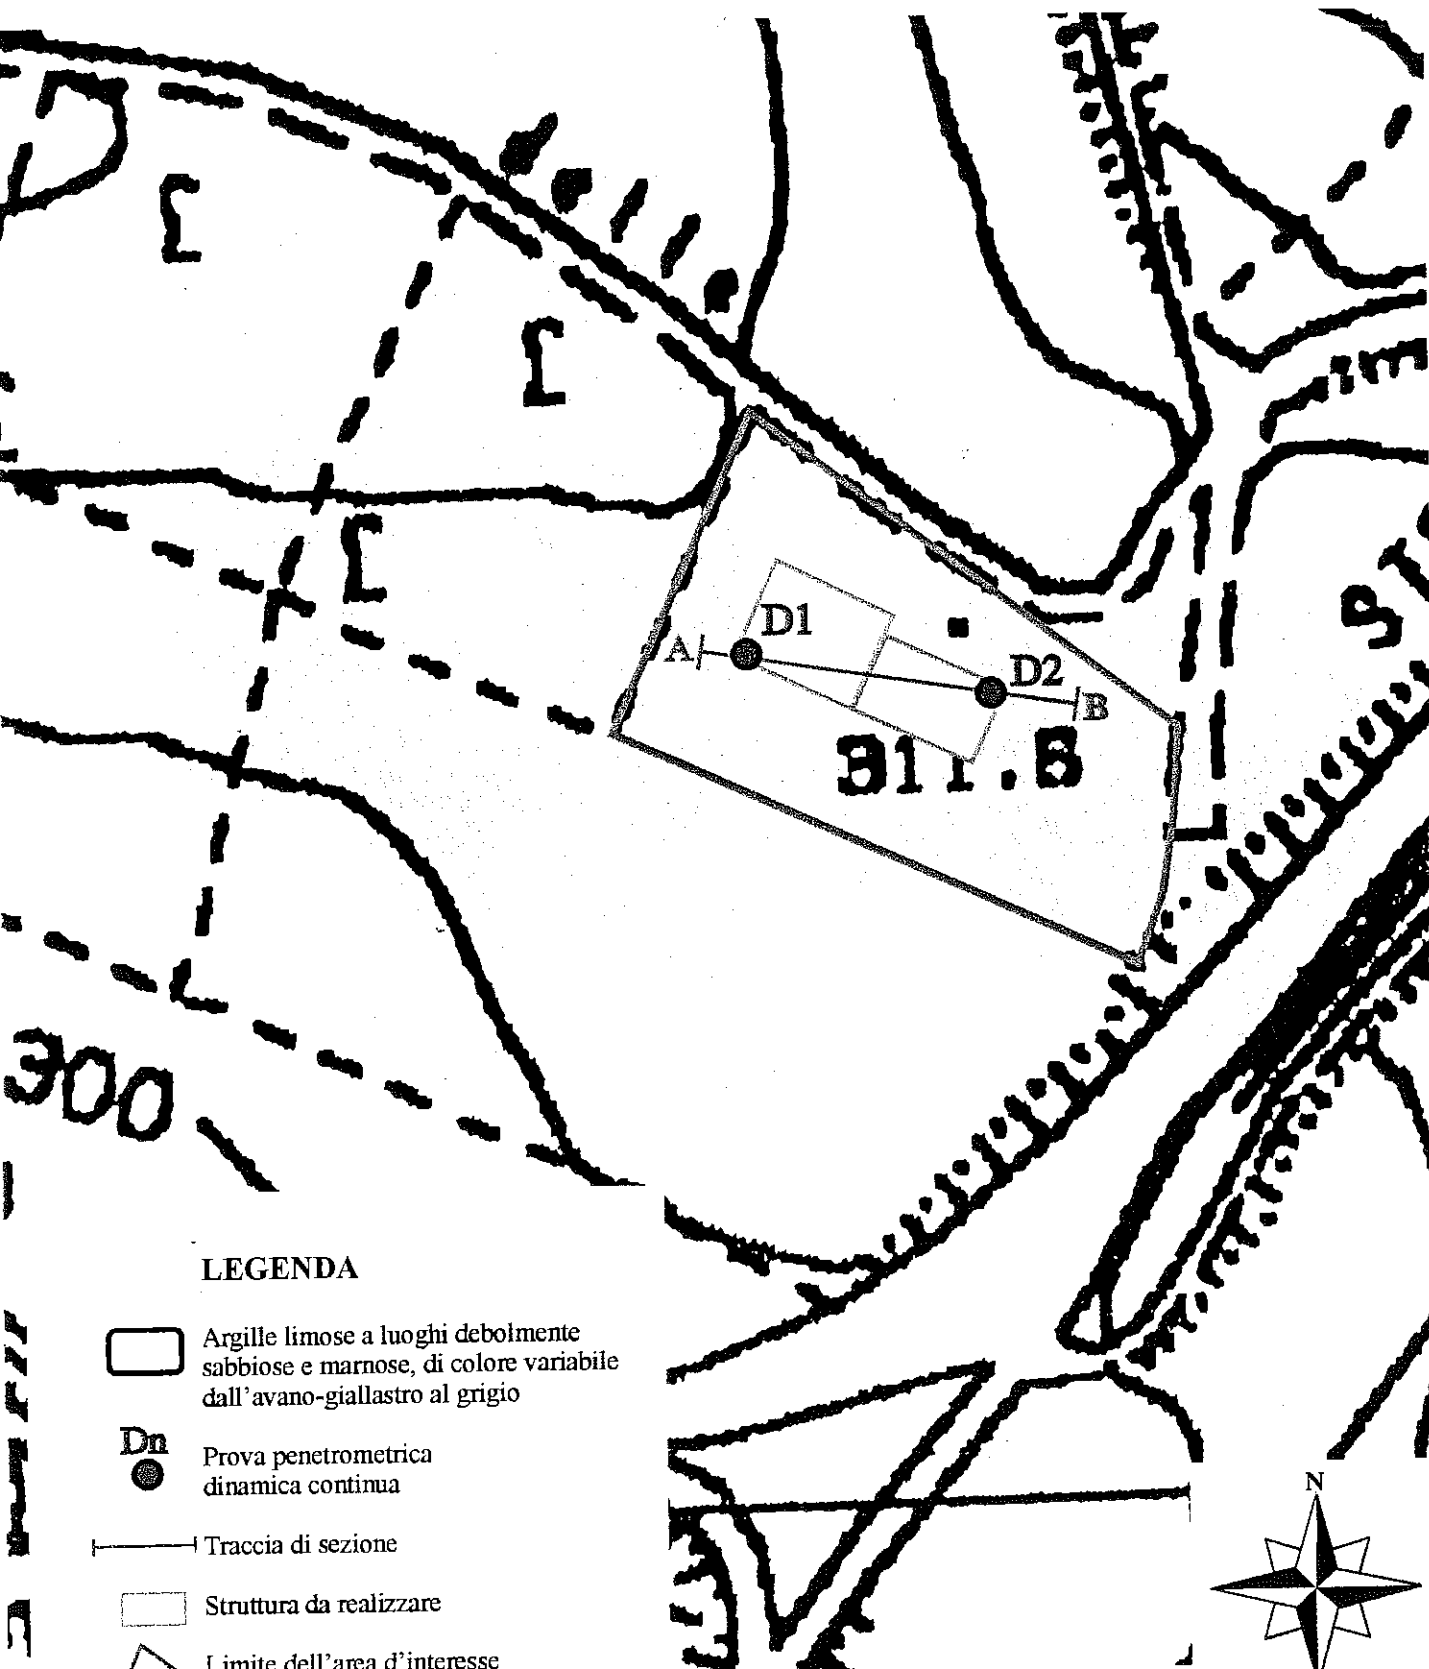 D1
A
D2
B
311.6
300
LEGENDA
Argille limose a luoghi debolmente
sabbiose e marnose, di colore variabile
dall'avano-giallastro al grigio
Dn
Prova penetrometrica
dinamica continua
Traccia di sezione
Struttura da realizzare
Limite dell'area d'interesse
N